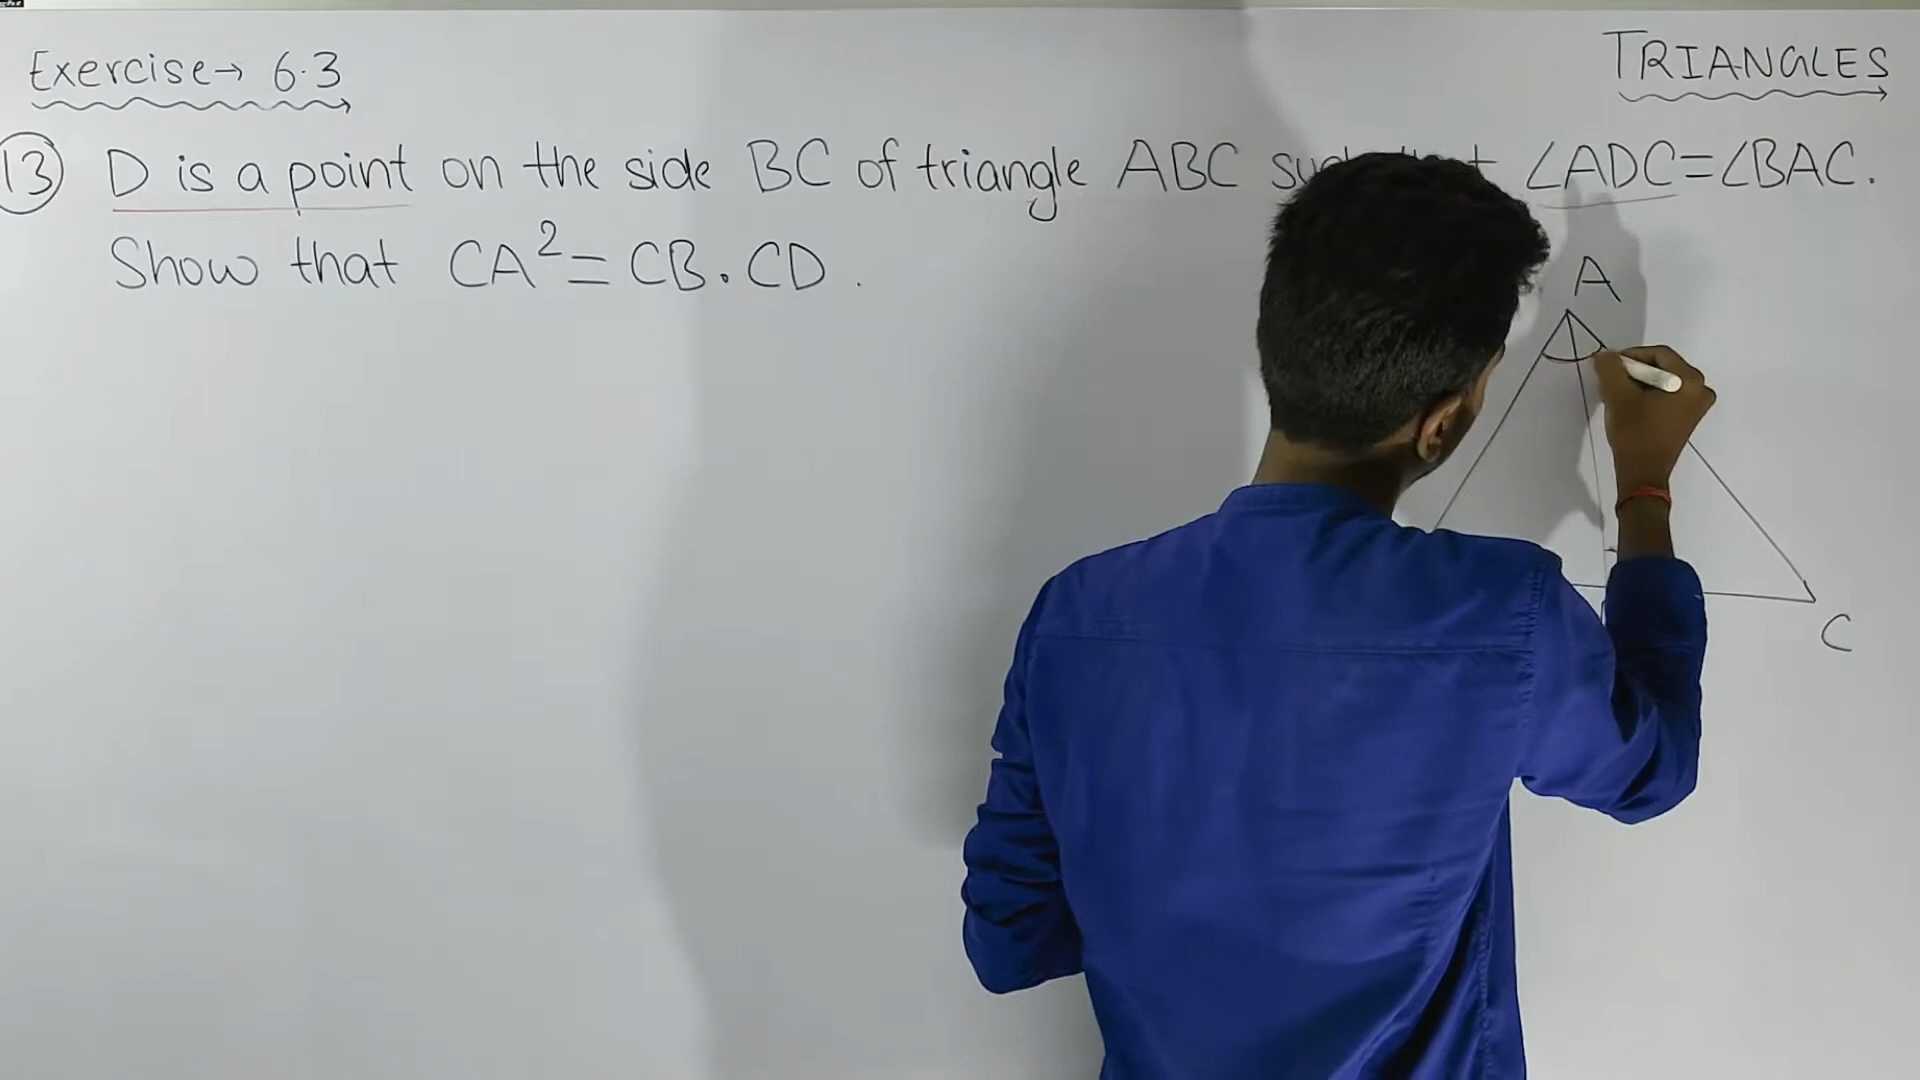 Exercise→ 6.3
TRIANGLES
13 D is a point on the side BC of triangle ABC ∠ADC=∠BAC.
Show that CA²=CB.CD.
A
C